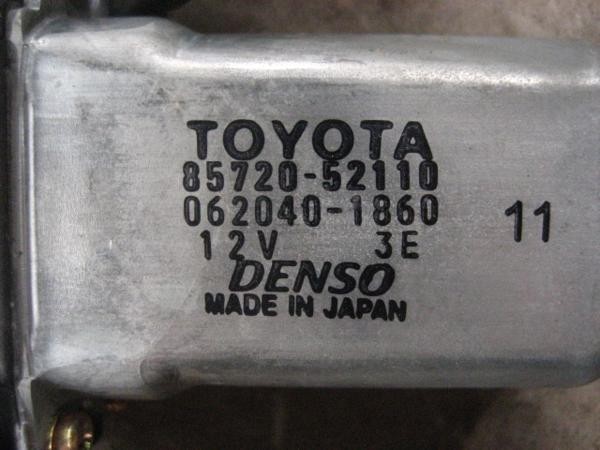 TOYOTA
85720-52110
062040-1860
11
12V 3E
DENSO
MADE IN JAPAN